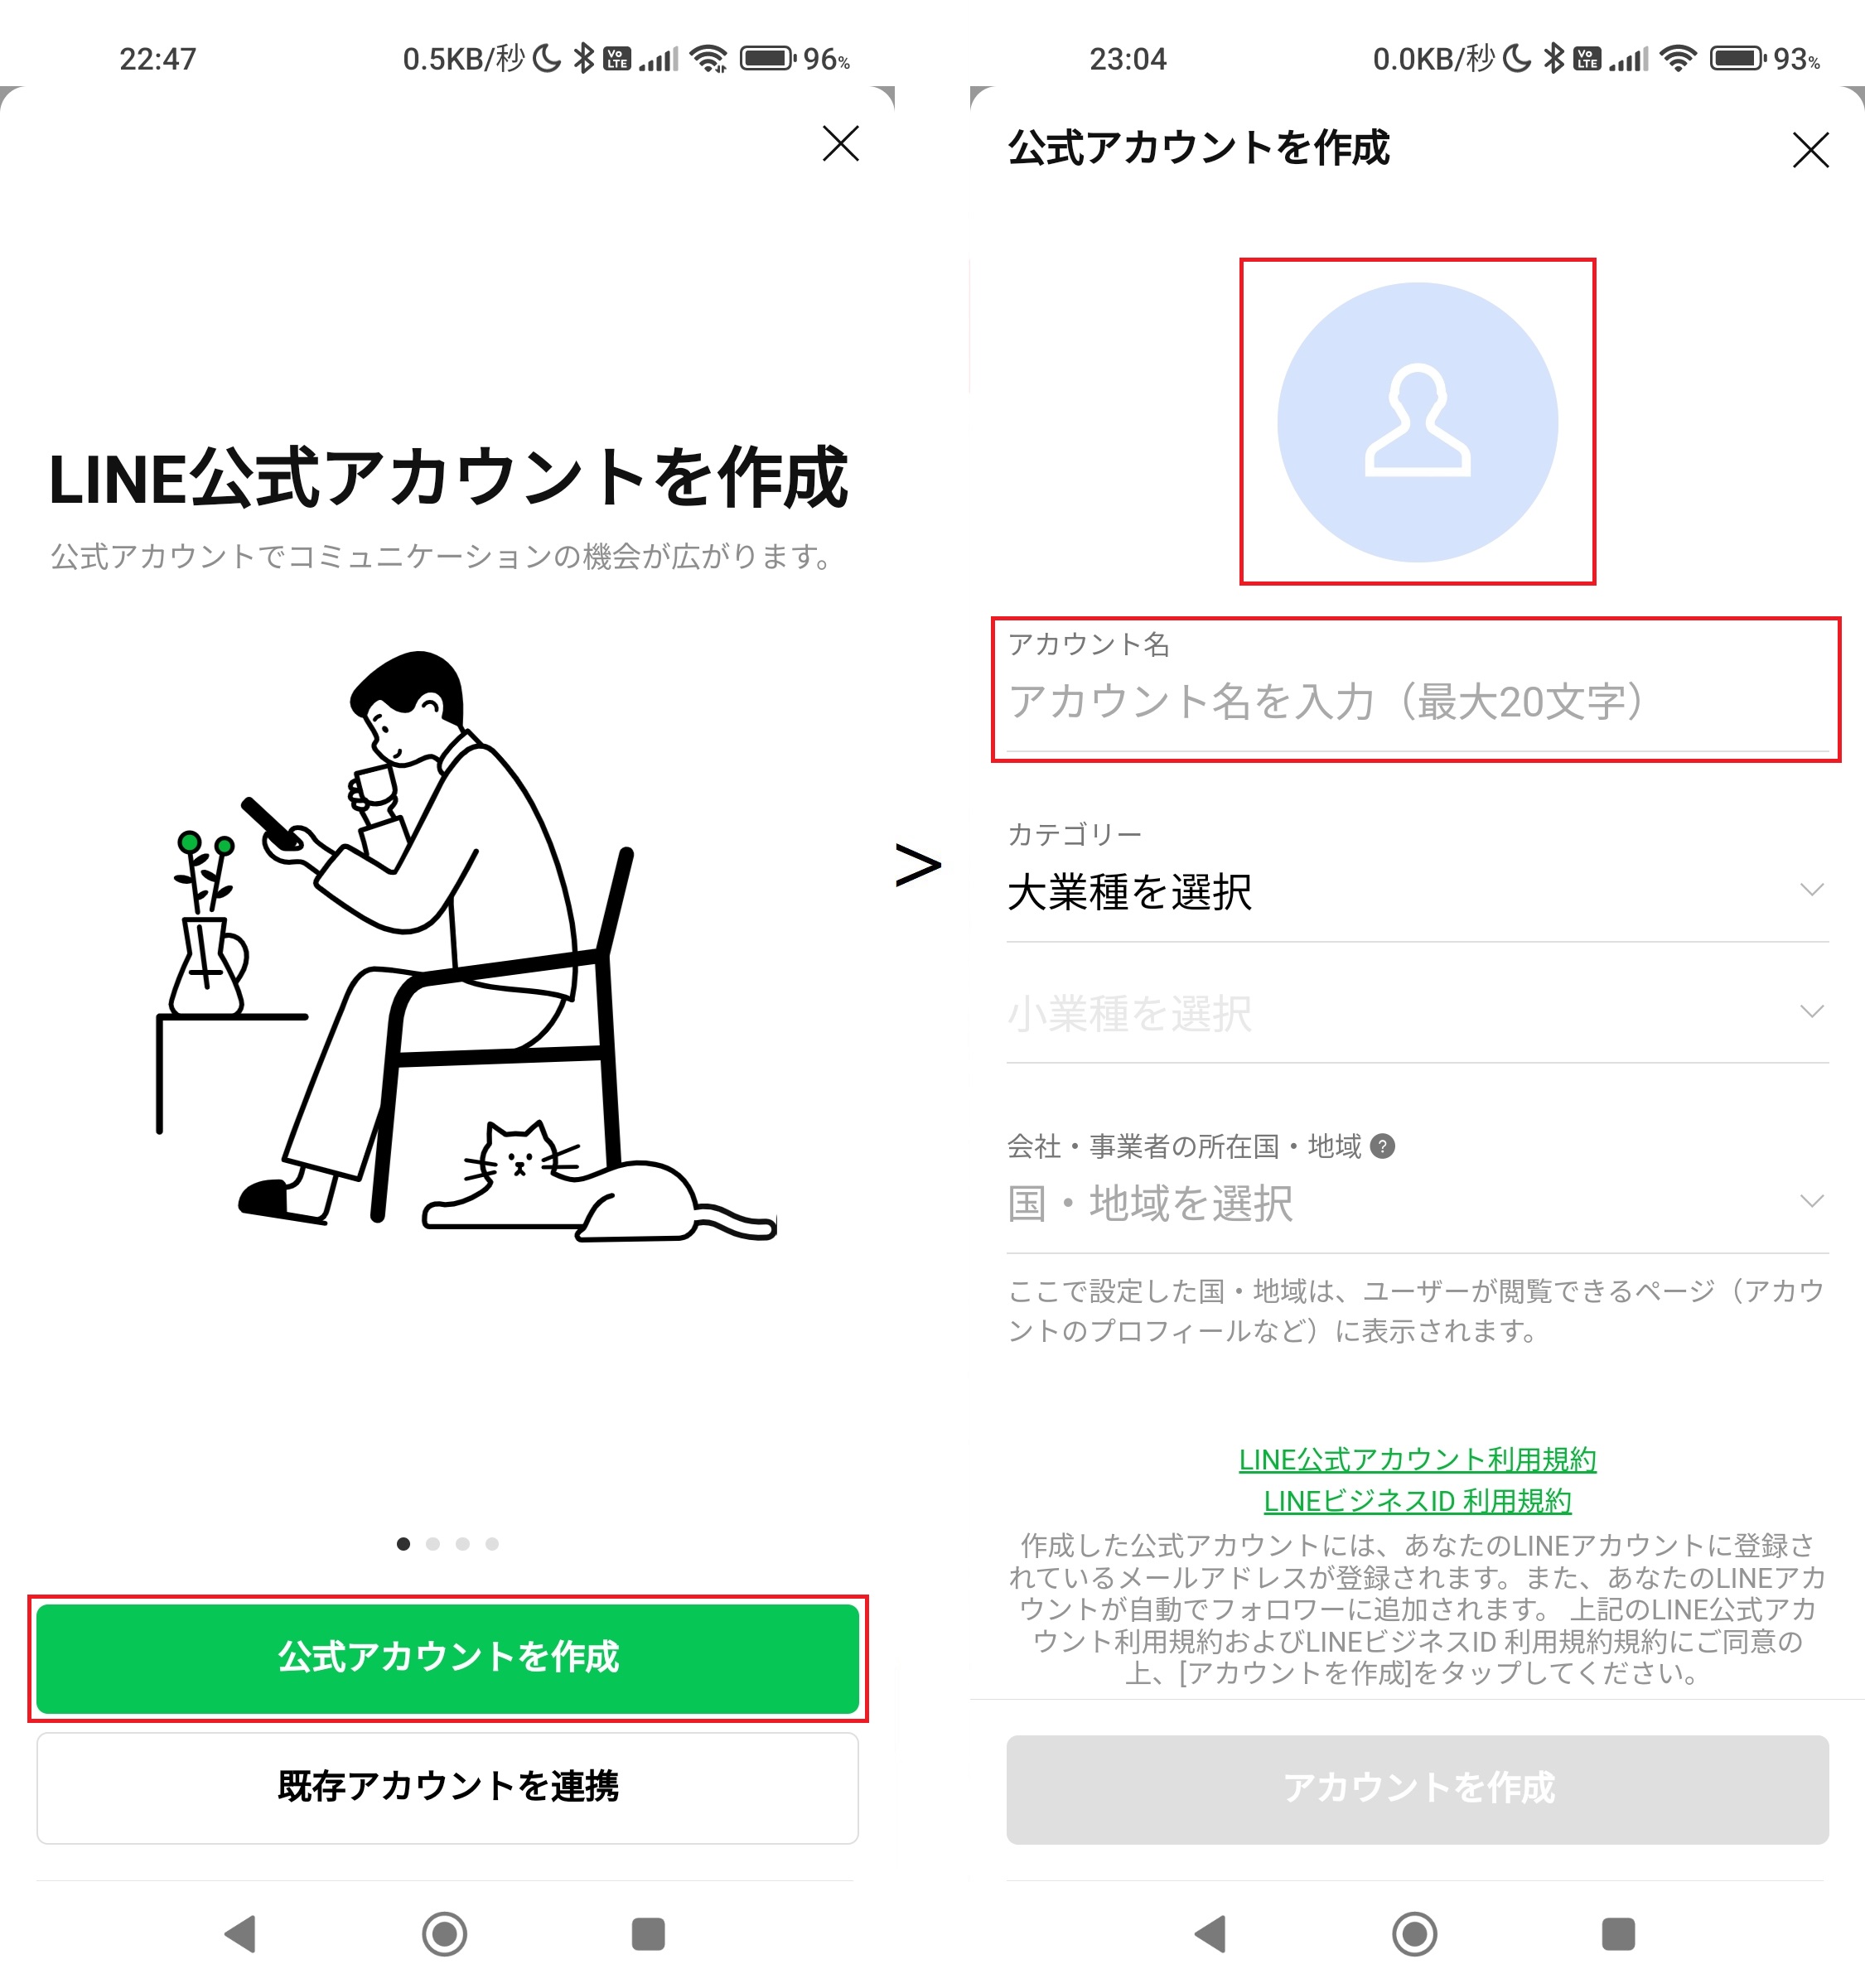 22:47
0.5KB/秒
Vo LTE
96%
LINE公式アカウントを作成
公式アカウントでコミュニケーションの機会が広がります。
公式アカウントを作成
既存アカウントを連携
>
23:04
0.0KB/秒
Vo LTE
93%
公式アカウントを作成
アカウント名
アカウント名を入力（最大20文字）
カテゴリー
大業種を選択
小業種を選択
会社・事業者の所在国・地域 ?
国・地域を選択
ここで設定した国・地域は、ユーザーが閲覧できるページ（アカウ
ントのプロフィールなど）に表示されます。
LINE公式アカウント利用規約
LINEビジネスID 利用規約
作成した公式アカウントには、あなたのLINEアカウントに登録さ
れているメールアドレスが登録されます。また、あなたのLINEアカ
ウントが自動でフォロワーに追加されます。 上記のLINE公式アカ
ウント利用規約およびLINEビジネスID 利用規約規約にご同意の
上、[アカウントを作成]をタップしてください。
アカウントを作成